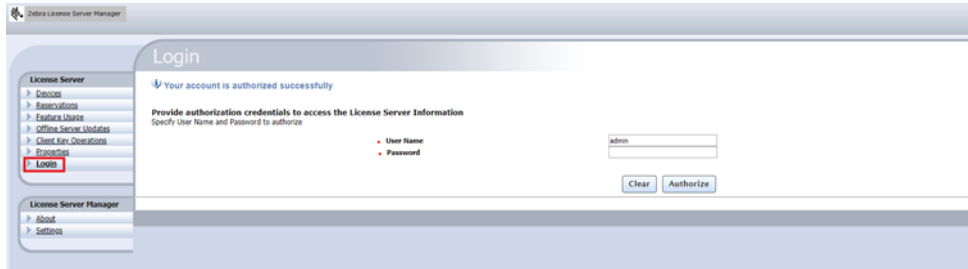 Zebra License Server Manager
Login
License Server
Devices
Reservations
Feature Usage
Offline Server Updates
Client Key Operations
Properties
Login
License Server Manager
About
Settings
Your account is authorized successfully
Provide authorization credentials to access the License Server Information
Specify User Name and Password to authorize
User Name
admin
Password
Clear Authorize